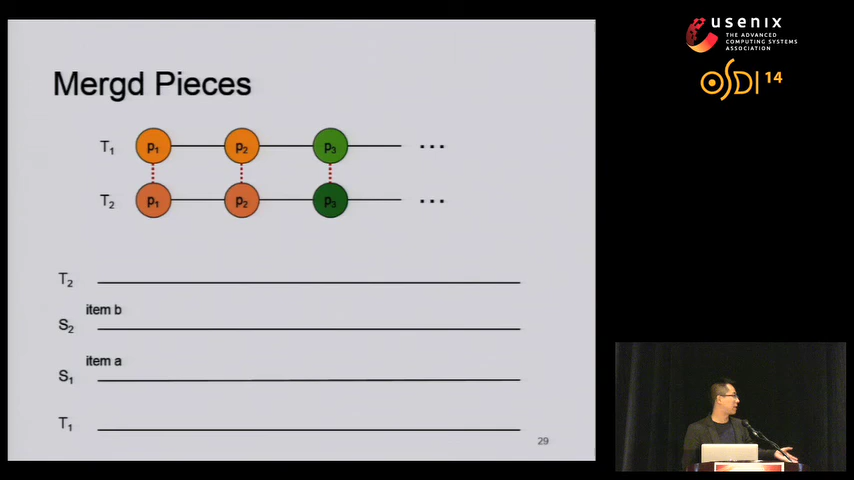 usenix
THE ADVANCED
COMPUTING SYSTEMS
ASSOCIATION
OSDI 14
Mergd Pieces
T1 p1 p2 p3 ...
T2 p1 p2 p3 ...
T2
item b
S2
item a
S1
T1
29